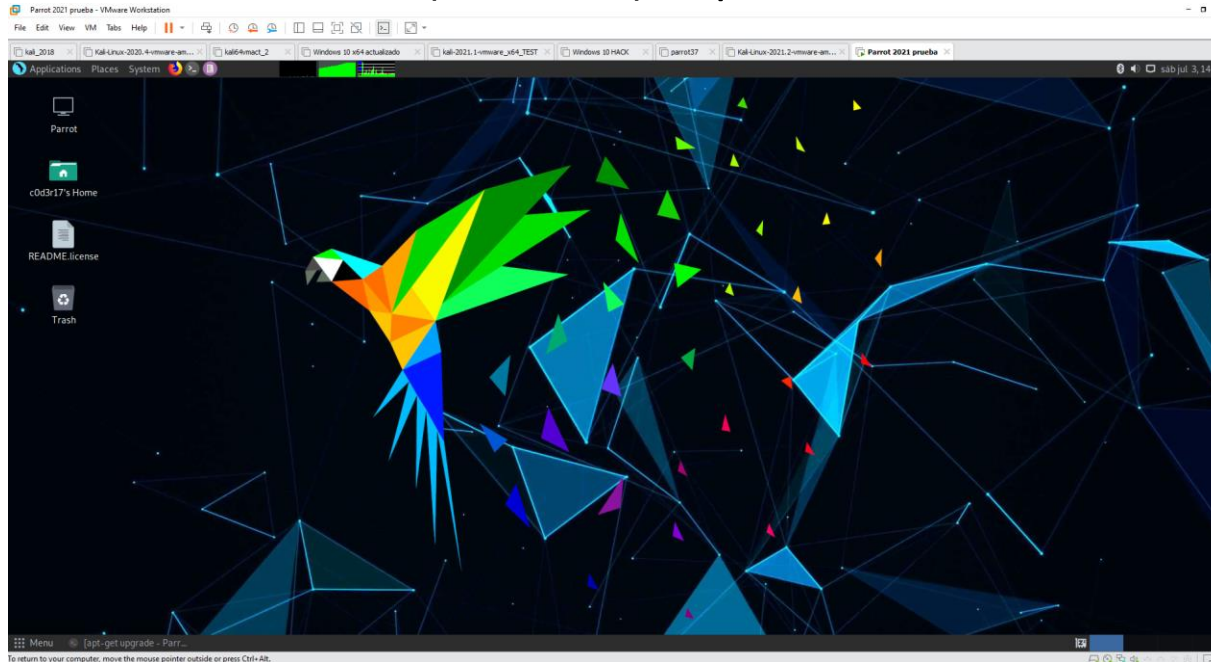 Parrot 2021 prueba - VMware Workstation
File Edit View VM Tabs Help
kali_2018 Kali-Linux-2020.4-vmware-am... kali64vmact_2 Windows 10 x64 actualizado kali-2021.1-vmware_x64_TEST Windows 10 HACK parrot37 Kali-Linux-2021.2-vmware-am... Parrot 2021 prueba
Applications Places System sáb jul 3, 14
Parrot
c0d3r17's Home
README.license
Trash
Menu [apt-get upgrade - Parr...
To return to your computer, move the mouse pointer outside or press Ctrl+Alt.